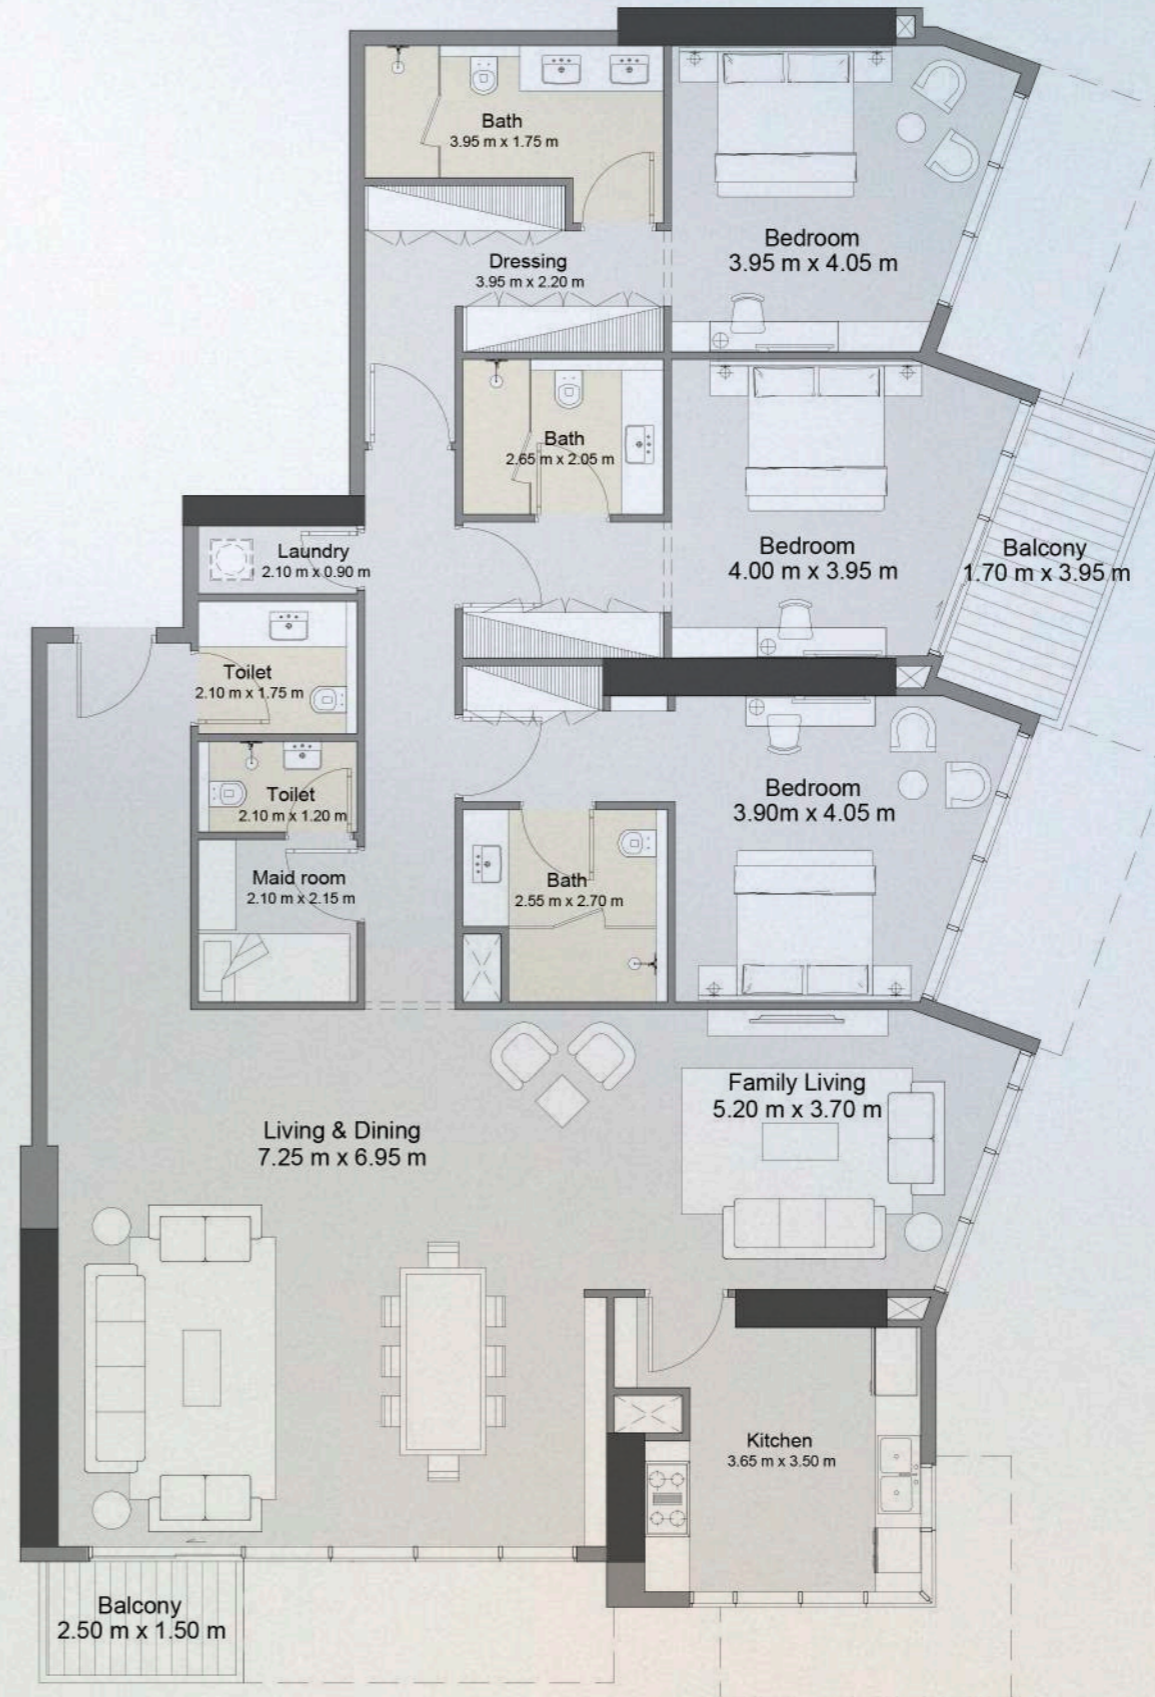 Bath
3.95 m x 1.75 m
Bedroom
3.95 m x 4.05 m
Dressing
3.95 m x 2.20 m
Bath
2.65 m x 2.05 m
Bedroom
4.00 m x 3.95 m
Balcony
1.70 m x 3.95 m
Laundry
2.10 m x 0.90 m
Toilet
2.10 m x 1.75 m
Toilet
2.10 m x 1.20 m
Bedroom
3.90m x 4.05 m
Maid room
2.10 m x 2.15 m
Bath
2.55 m x 2.70 m
Family Living
5.20 m x 3.70 m
Living & Dining
7.25 m x 6.95 m
Kitchen
3.65 m x 3.50 m
Balcony
2.50 m x 1.50 m